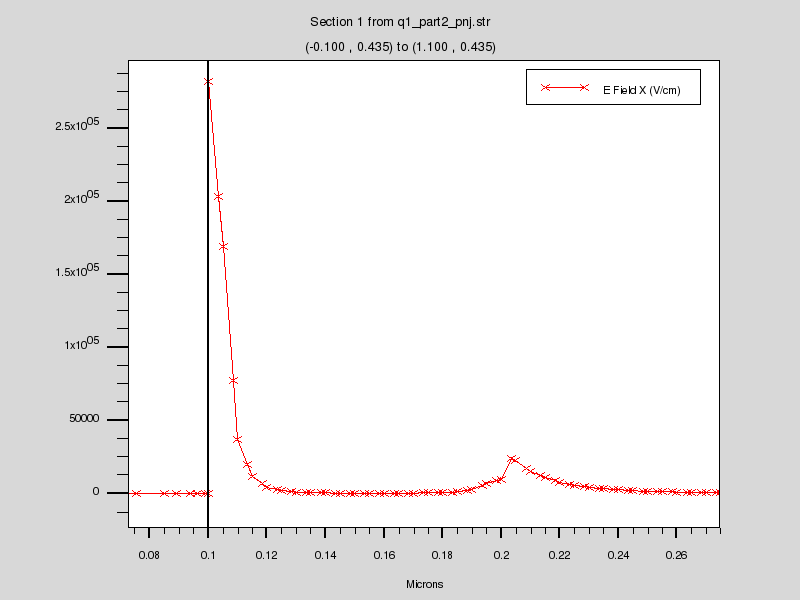 Section 1 from q1_part2_pnj.str
(-0.100 , 0.435) to (1.100 , 0.435)
E Field X (V/cm)
2.5x10^05
2x10^05
1.5x10^05
1x10^05
50000
0
0.08 0.1 0.12 0.14 0.16 0.18 0.2 0.22 0.24 0.26
Microns